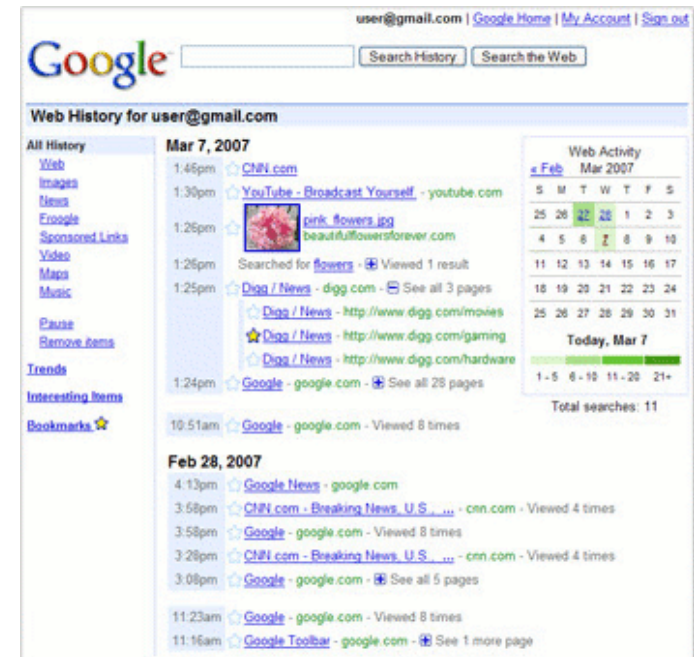 user@gmail.com | Google Home | My Account | Sign out
Google
Search History
Search the Web
Web History for user@gmail.com
All History
Web
Images
News
Froogle
Sponsored Links
Video
Maps
Music
Pause
Remove items
Trends
Interesting Items
Bookmarks
Mar 7, 2007
1:46pm CNN.com
1:30pm YouTube - Broadcast Yourself. - youtube.com
1:26pm pink_flowers.jpg
beautifulflowersforever.com
1:26pm Searched for flowers - Viewed 1 result
1:25pm Digg / News - digg.com - See all 3 pages
Digg / News - http://www.digg.com/movies
Digg / News - http://www.digg.com/gaming
Digg / News - http://www.digg.com/hardware
1:24pm Google - google.com - See all 28 pages
10:51am Google - google.com - Viewed 8 times
Feb 28, 2007
4:13pm Google News - google.com
3:58pm CNN.com - Breaking News, U.S., ... - cnn.com - Viewed 4 times
3:58pm Google - google.com - Viewed 8 times
3:28pm CNN.com - Breaking News, U.S., ... - cnn.com - Viewed 4 times
3:08pm Google - google.com - See all 5 pages
11:23am Google - google.com - Viewed 8 times
11:16am Google Toolbar - google.com - See 1 more page
Web Activity
« Feb Mar 2007
S M T W T F S
25 26 27 28 1 2 3
4 5 6 7 8 9 10
11 12 13 14 15 16 17
18 19 20 21 22 23 24
25 26 27 28 29 30 31
Today, Mar 7
1 - 5 6 - 10 11 - 20 21+
Total searches: 11